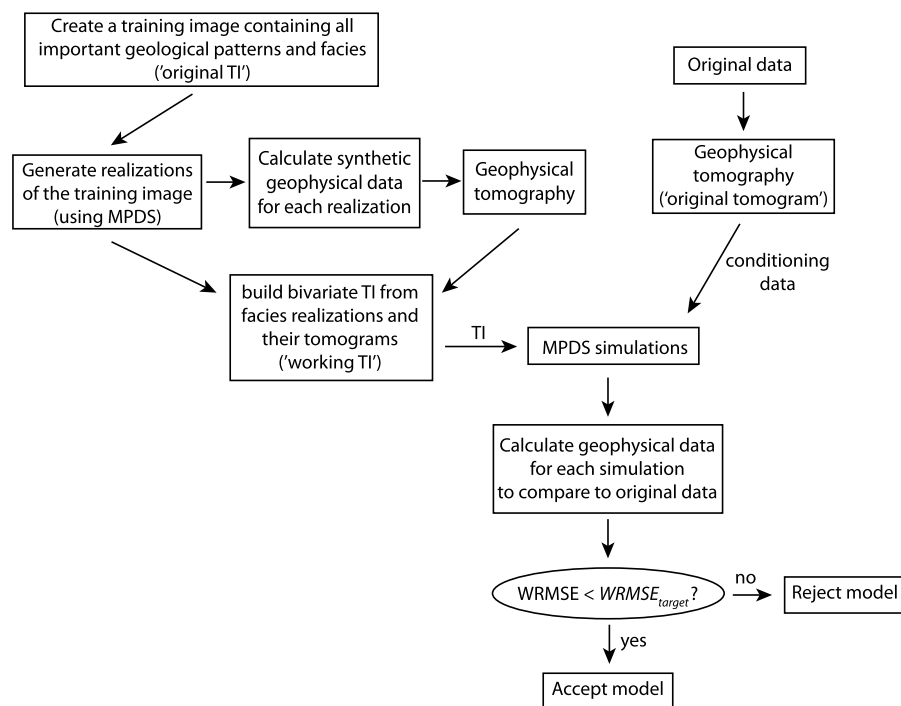 Create a training image containing all
important geological patterns and facies
('original TI')
Original data
Generate realizations
of the training image
(using MPDS)
Calculate synthetic
geophysical data
for each realization
Geophysical
tomography
Geophysical
tomography
('original tomogram')
conditioning
data
build bivariate TI from
facies realizations and
their tomograms
('working TI')
TI
MPDS simulations
Calculate geophysical data
for each simulation
to compare to original data
WRMSE < WRMSE_target?
no
Reject model
yes
Accept model